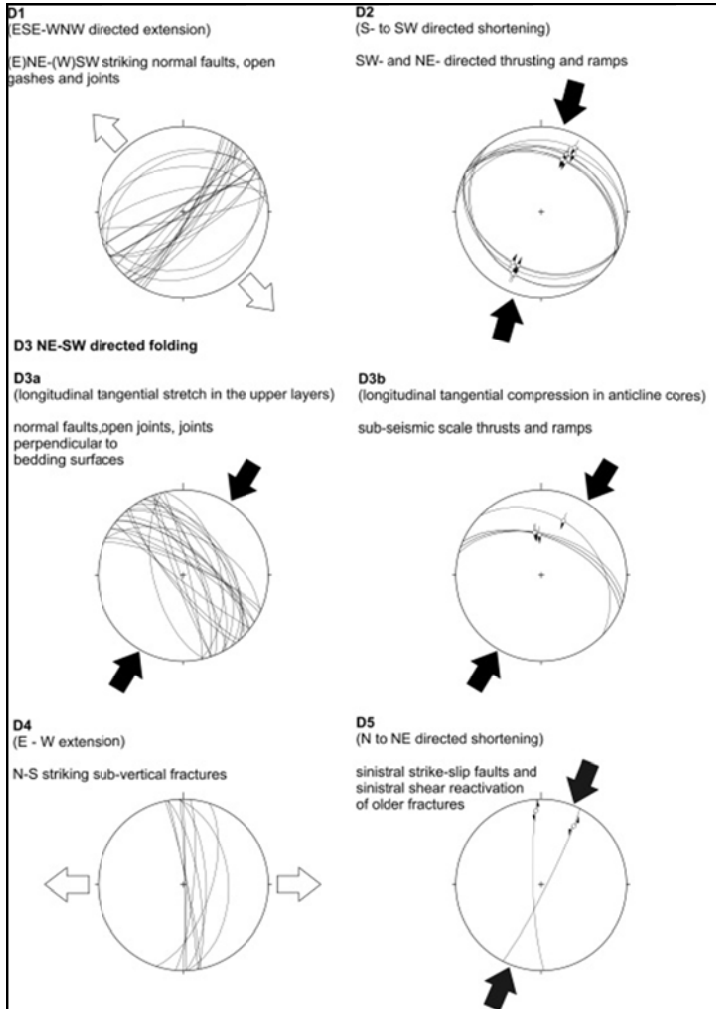 D1
(ESE-WNW directed extension)
(E)NE-(W)SW striking normal faults, open
gashes and joints
D2
(S- to SW directed shortening)
SW- and NE- directed thrusting and ramps
D3 NE-SW directed folding
D3a
(longitudinal tangential stretch in the upper layers)
normal faults,open joints, joints
perpendicular to
bedding surfaces
D3b
(longitudinal tangential compression in anticline cores)
sub-seismic scale thrusts and ramps
D4
(E - W extension)
N-S striking sub-vertical fractures
D5
(N to NE directed shortening)
sinistral strike-slip faults and
sinistral shear reactivation
of older fractures